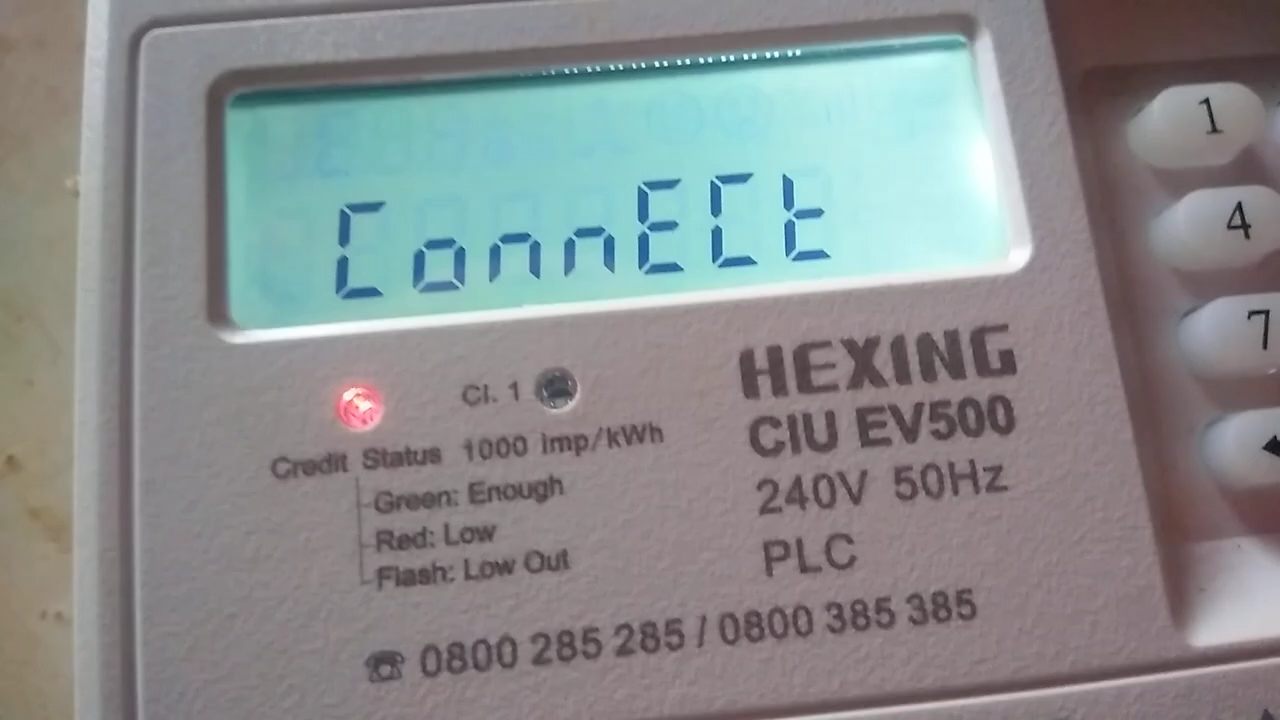 ConnECt
1
4
7
Cl. 1
Credit Status 1000 imp/kWh
Green: Enough
Red: Low
Flash: Low Out
HEXING
CIU EV500
240V 50Hz
PLC
☏ 0800 285 285 / 0800 385 385